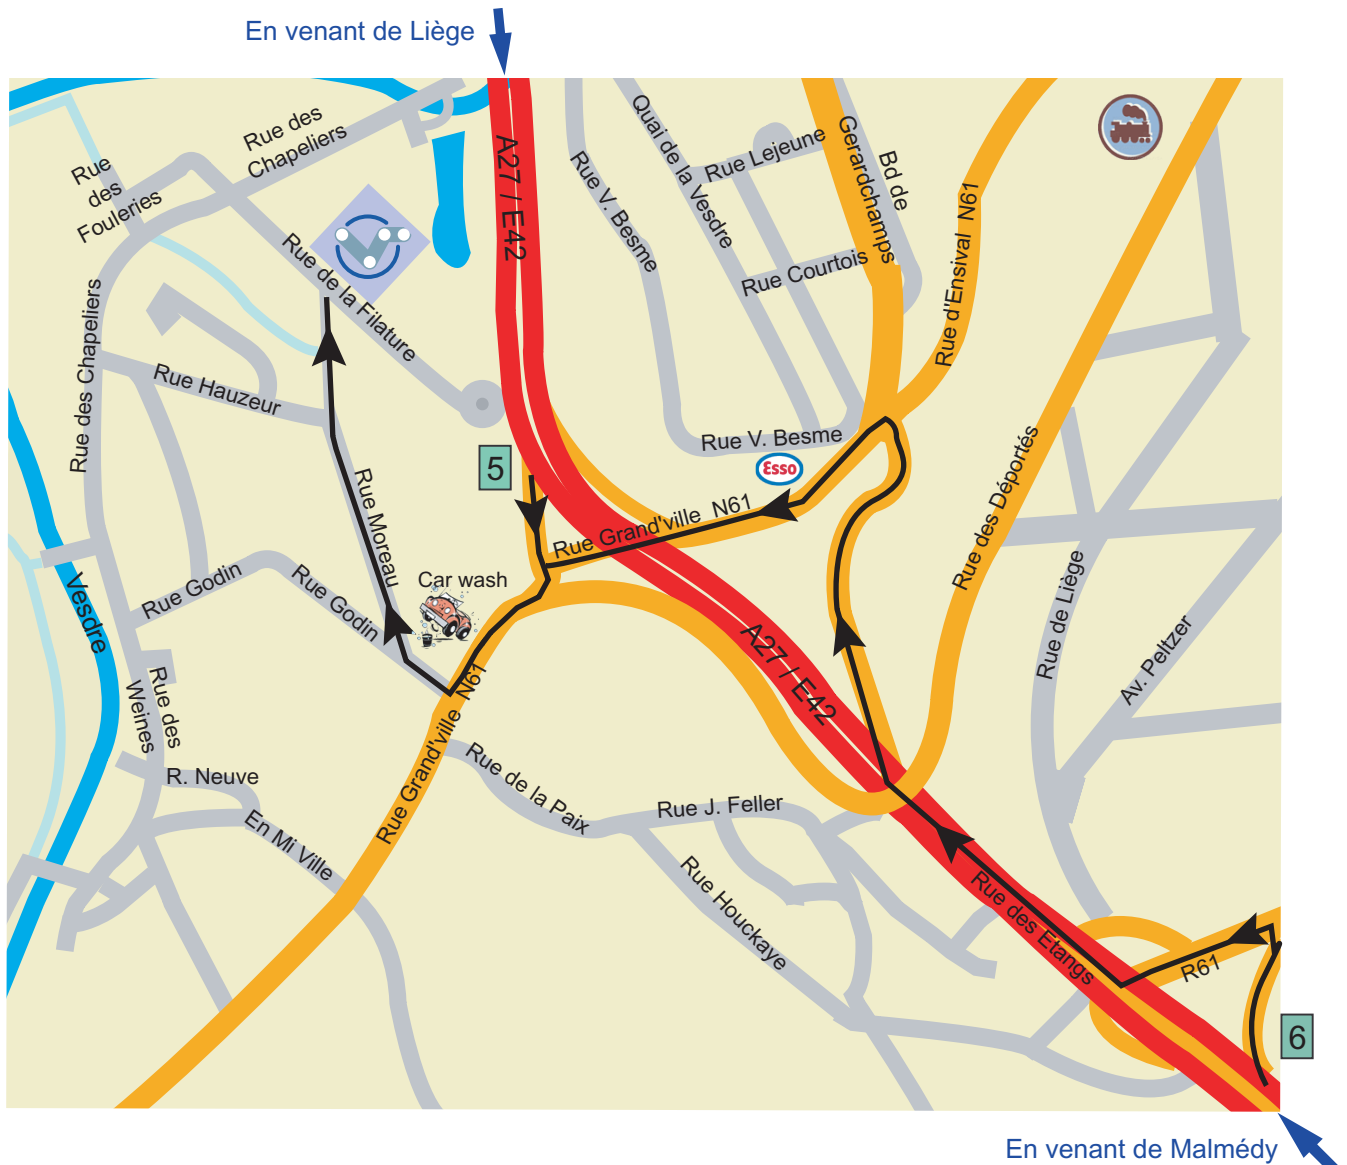 En venant de Liège
Rue des
Chapeliers
Rue
des
Fouleries
A27 / E42
Rue V. Besme
Quai de la Vesdre
Rue Lejeune
Gerardchamps
Bd de
Rue Courtois
Rue d'Ensival N61
Rue de la Filature
Rue des Chapeliers
Rue Hauzeur
Rue V. Besme
Esso
5
Rue Moreau
Rue Grand'ville N61
Rue des Déportés
Car wash
Rue Godin
Rue Godin
Vesdre
Rue de Liège
Av. Peltzer
A27 / E42
Rue des
Weines
Rue Grand'ville N61
R. Neuve
Rue de la Paix
Rue J. Feller
En Mi Ville
Rue Houckaye
Rue des Etangs
R61
6
En venant de Malmédy